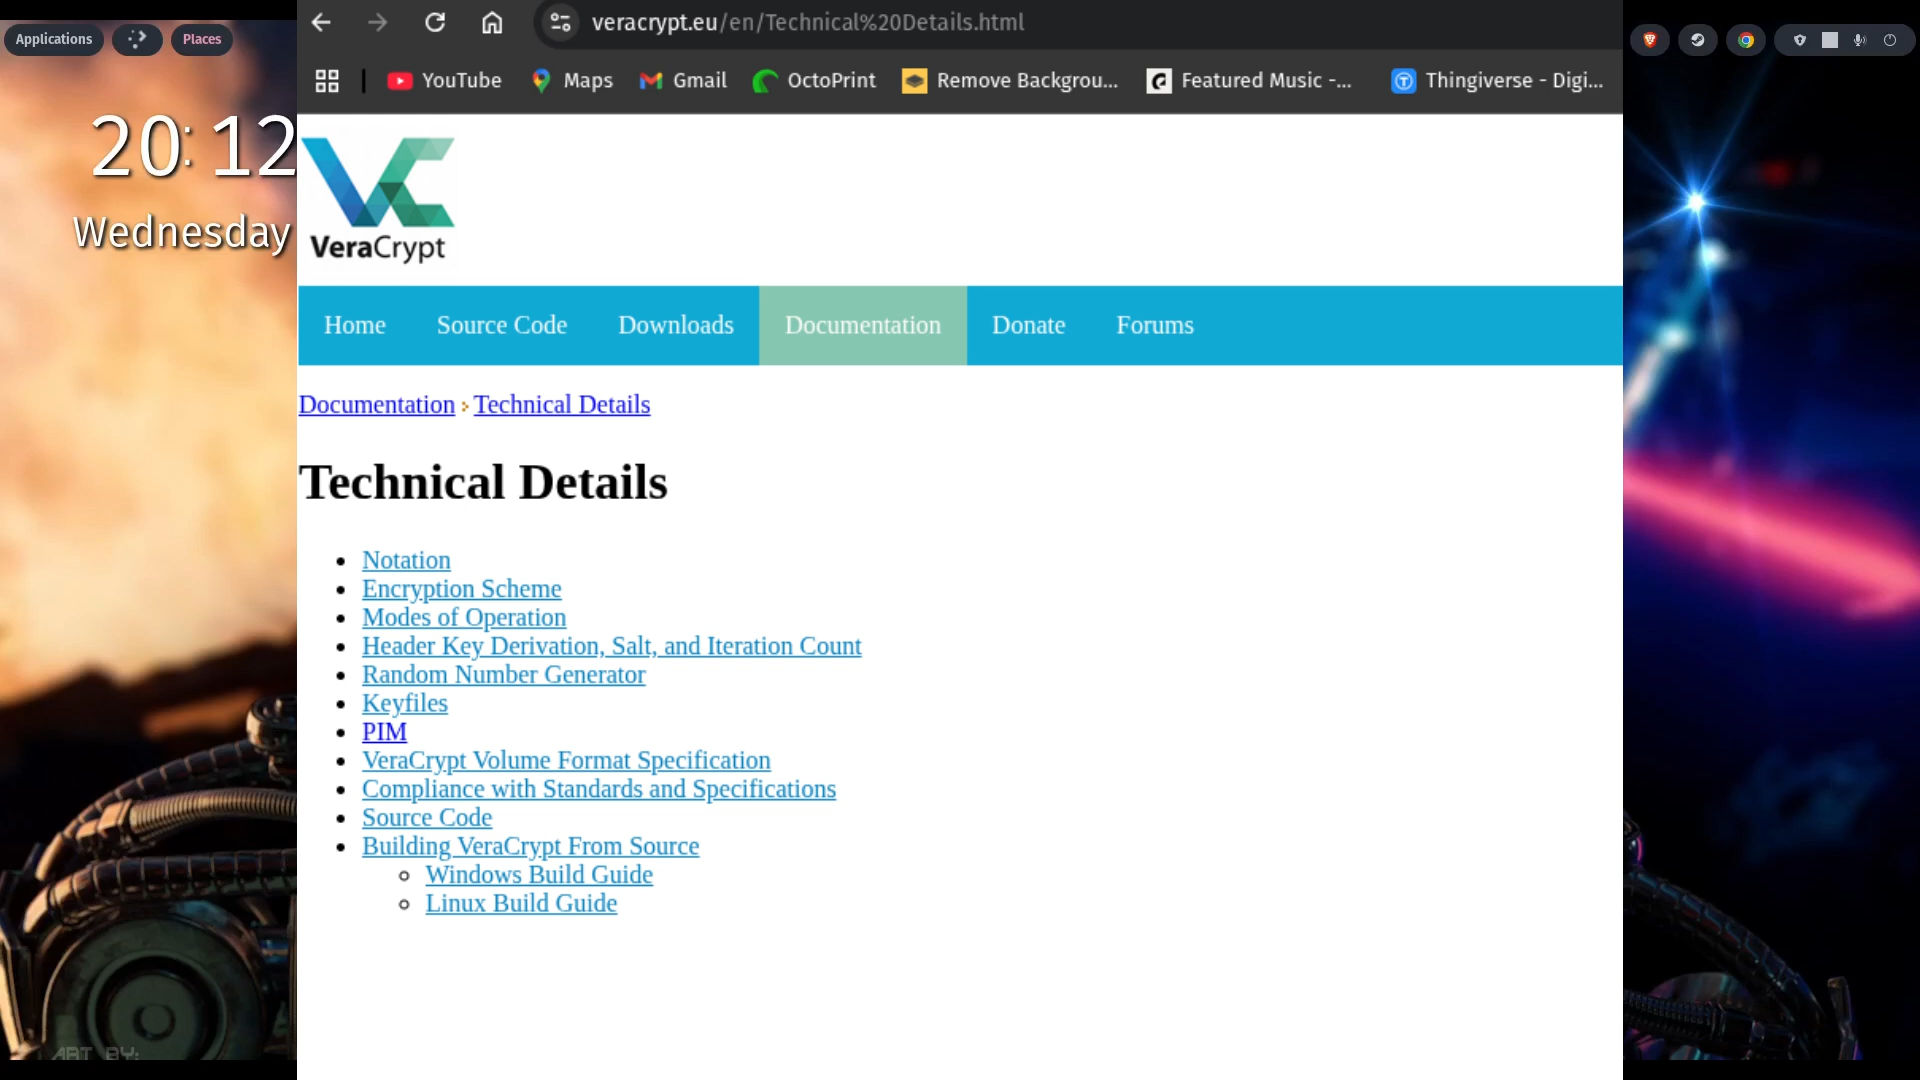 veracrypt.eu/en/Technical%20Details.html
Applications
Places
YouTube
Maps
Gmail
OctoPrint
Remove Backgrou...
Featured Music -...
Thingiverse - Digi...
20:12
Wednesday
VeraCrypt
Home
Source Code
Downloads
Documentation
Donate
Forums
Documentation
Technical Details
Technical Details
Notation
Encryption Scheme
Modes of Operation
Header Key Derivation, Salt, and Iteration Count
Random Number Generator
Keyfiles
PIM
VeraCrypt Volume Format Specification
Compliance with Standards and Specifications
Source Code
Building VeraCrypt From Source
Windows Build Guide
Linux Build Guide
ART BY: